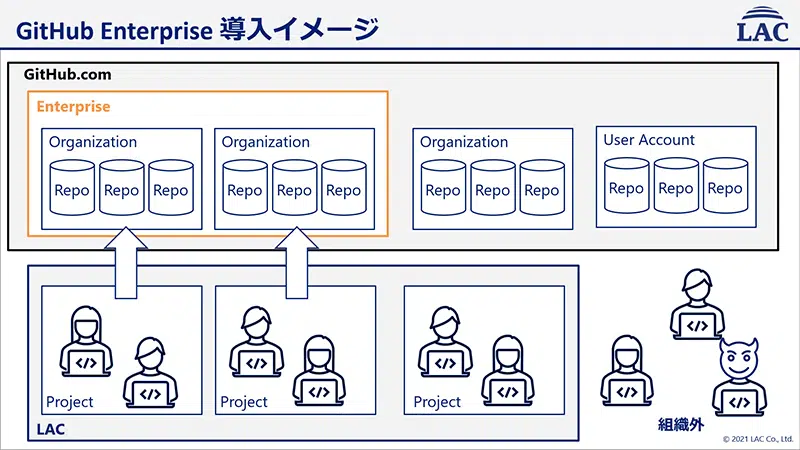 GitHub Enterprise 導入イメージ
LAC
GitHub.com
Enterprise
Organization
Repo Repo Repo
Organization
Repo Repo Repo
Organization
Repo Repo Repo
User Account
Repo Repo Repo
</>
</>
Project
</>
</>
Project
</>
</>
Project
LAC
</>
</>
</>
組織外
© 2021 LAC Co., Ltd.